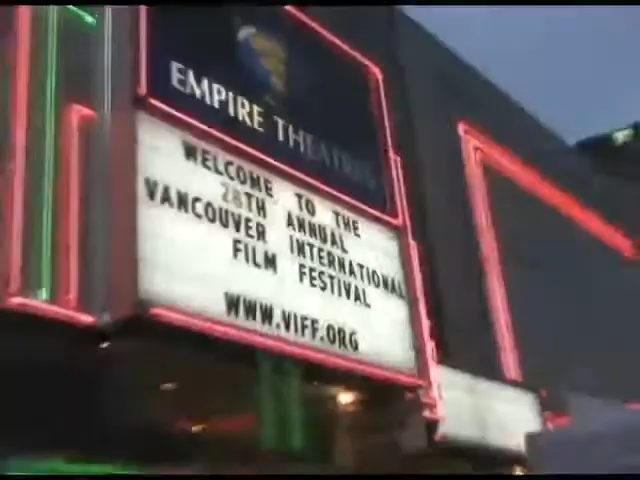 EMPIRE THEATRES
WELCOME TO THE
28TH ANNUAL
VANCOUVER INTERNATIONAL
FILM FESTIVAL
WWW.VIFF.ORG